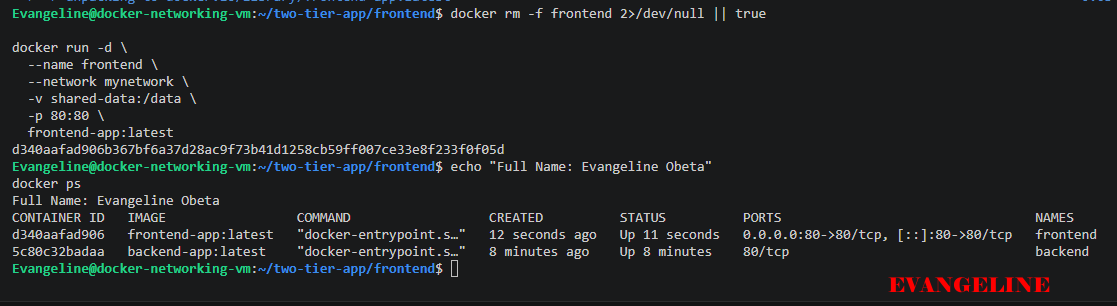 Evangeline@docker-networking-vm:~/two-tier-app/frontend$ docker rm -f frontend 2>/dev/null || true
docker run -d \
--name frontend \
--network mynetwork \
-v shared-data:/data \
-p 80:80 \
frontend-app:latest
d340aafad906b367bf6a37d28ac9f73b41d1258cb59ff007ce33e8f233f0f05d
Evangeline@docker-networking-vm:~/two-tier-app/frontend$ echo "Full Name: Evangeline Obeta"
docker ps
Full Name: Evangeline Obeta
CONTAINER ID IMAGE COMMAND CREATED STATUS PORTS NAMES
d340aafad906 frontend-app:latest "docker-entrypoint.s…" 12 seconds ago Up 11 seconds 0.0.0.0:80->80/tcp, [::]:80->80/tcp frontend
5c80c32badaa backend-app:latest "docker-entrypoint.s…" 8 minutes ago Up 8 minutes 80/tcp backend
Evangeline@docker-networking-vm:~/two-tier-app/frontend$
EVANGELINE